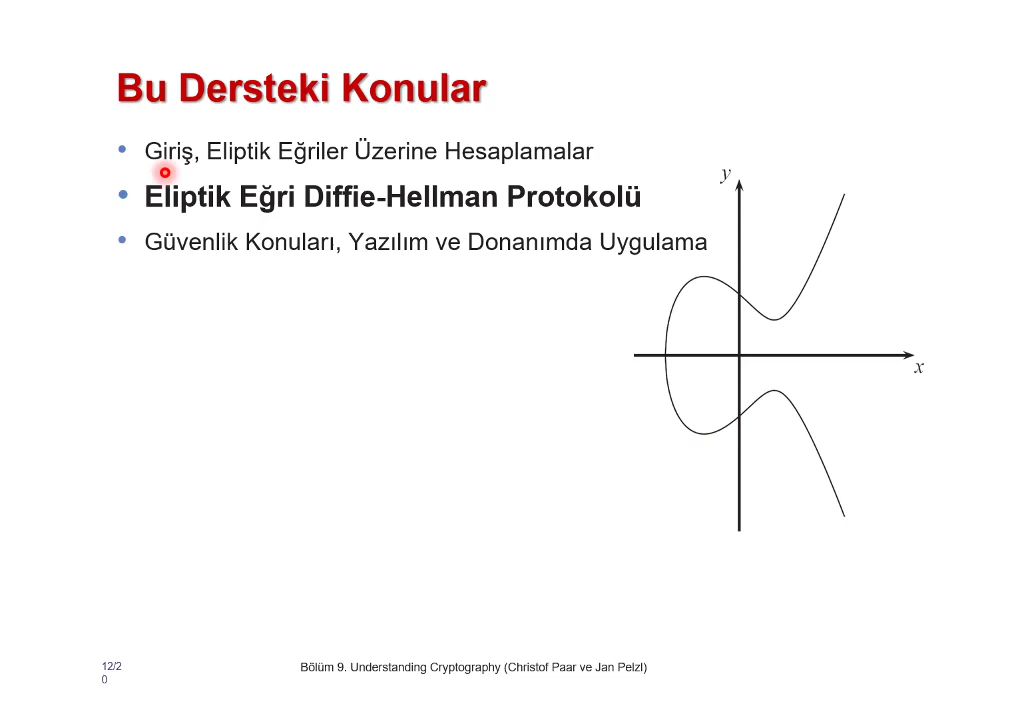 Bu Dersteki Konular
• Giriş, Eliptik Eğriler Üzerine Hesaplamalar
• Eliptik Eğri Diffie-Hellman Protokolü
• Güvenlik Konuları, Yazılım ve Donanımda Uygulama
y
x
12/2
0
Bölüm 9. Understanding Cryptography (Christof Paar ve Jan Pelzl)